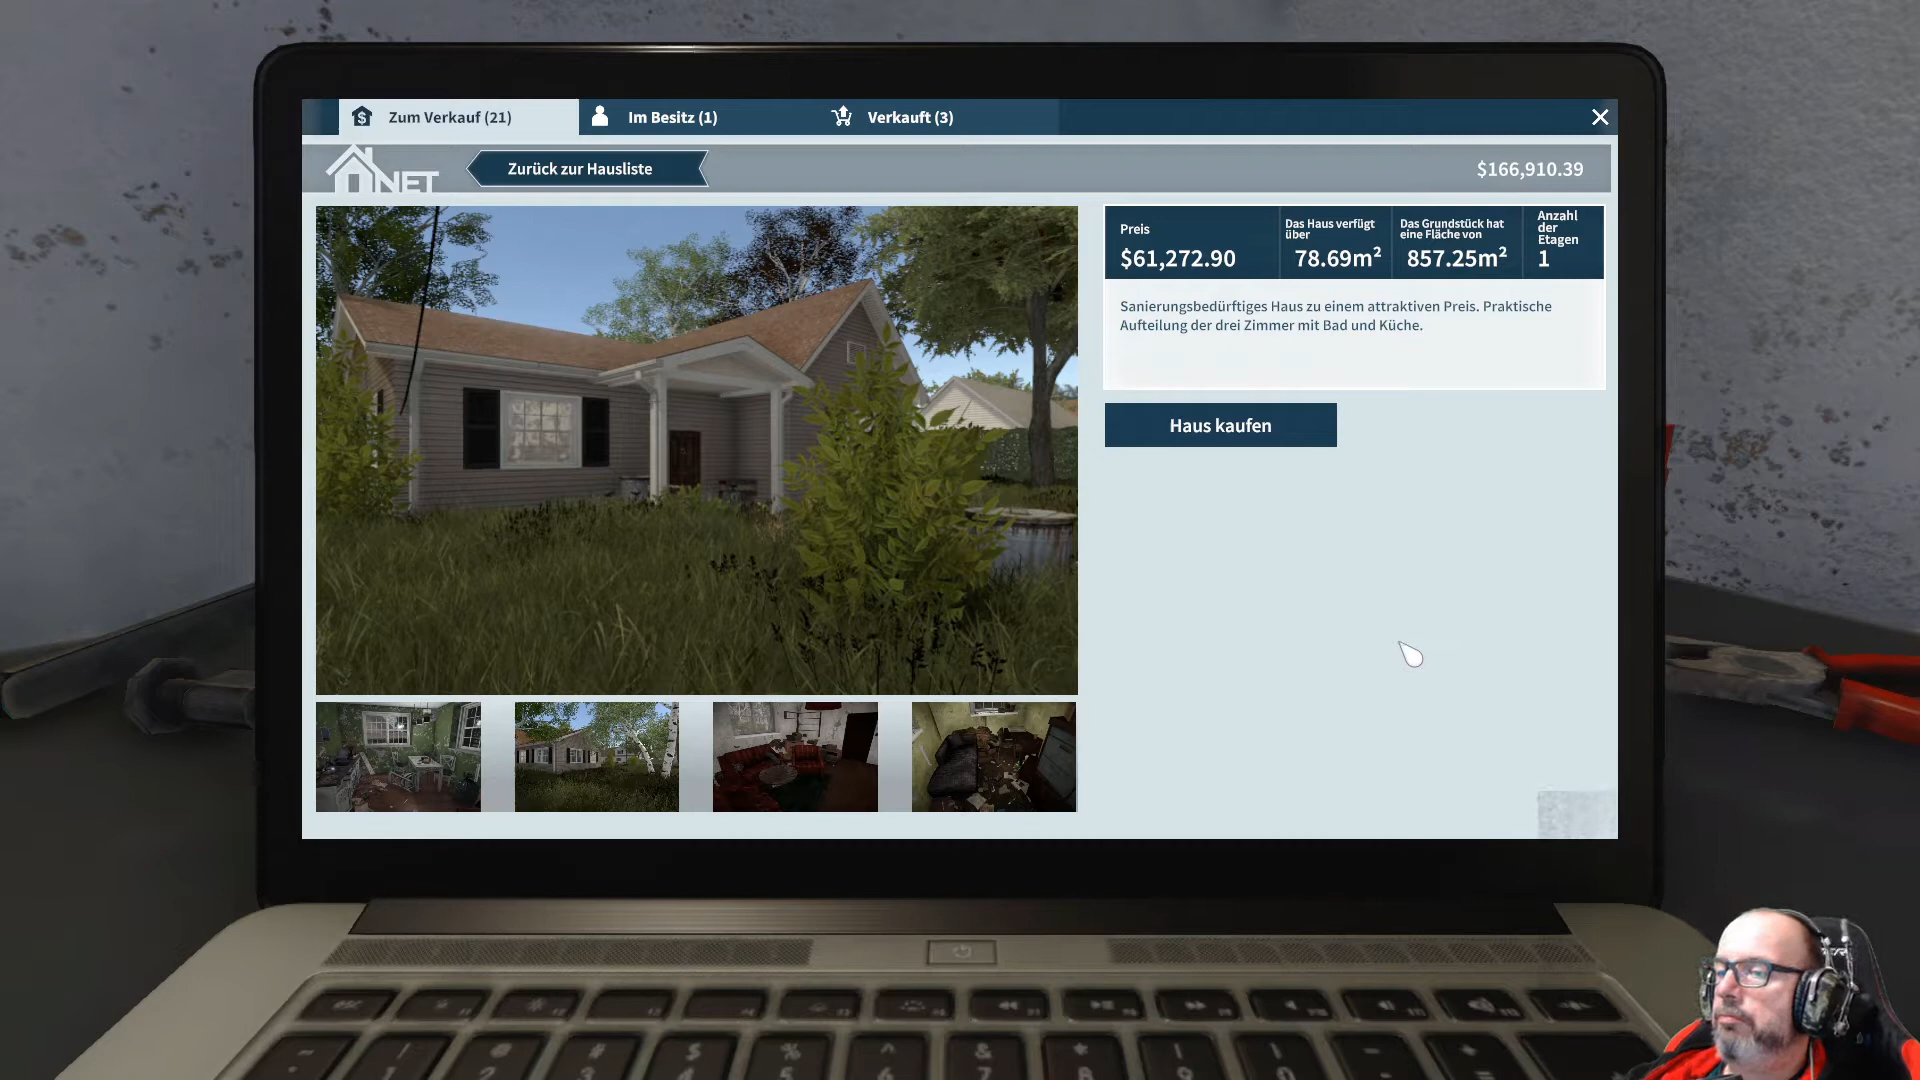 Zum Verkauf (21)
Im Besitz (1)
Verkauft (3)
NET
Zurück zur Hausliste
$166,910.39
Preis
$61,272.90
Das Haus verfügt
über
78.69m²
Das Grundstück hat
eine Fläche von
857.25m²
Anzahl
der
Etagen
1
Sanierungsbedürftiges Haus zu einem attraktiven Preis. Praktische
Aufteilung der drei Zimmer mit Bad und Küche.
Haus kaufen